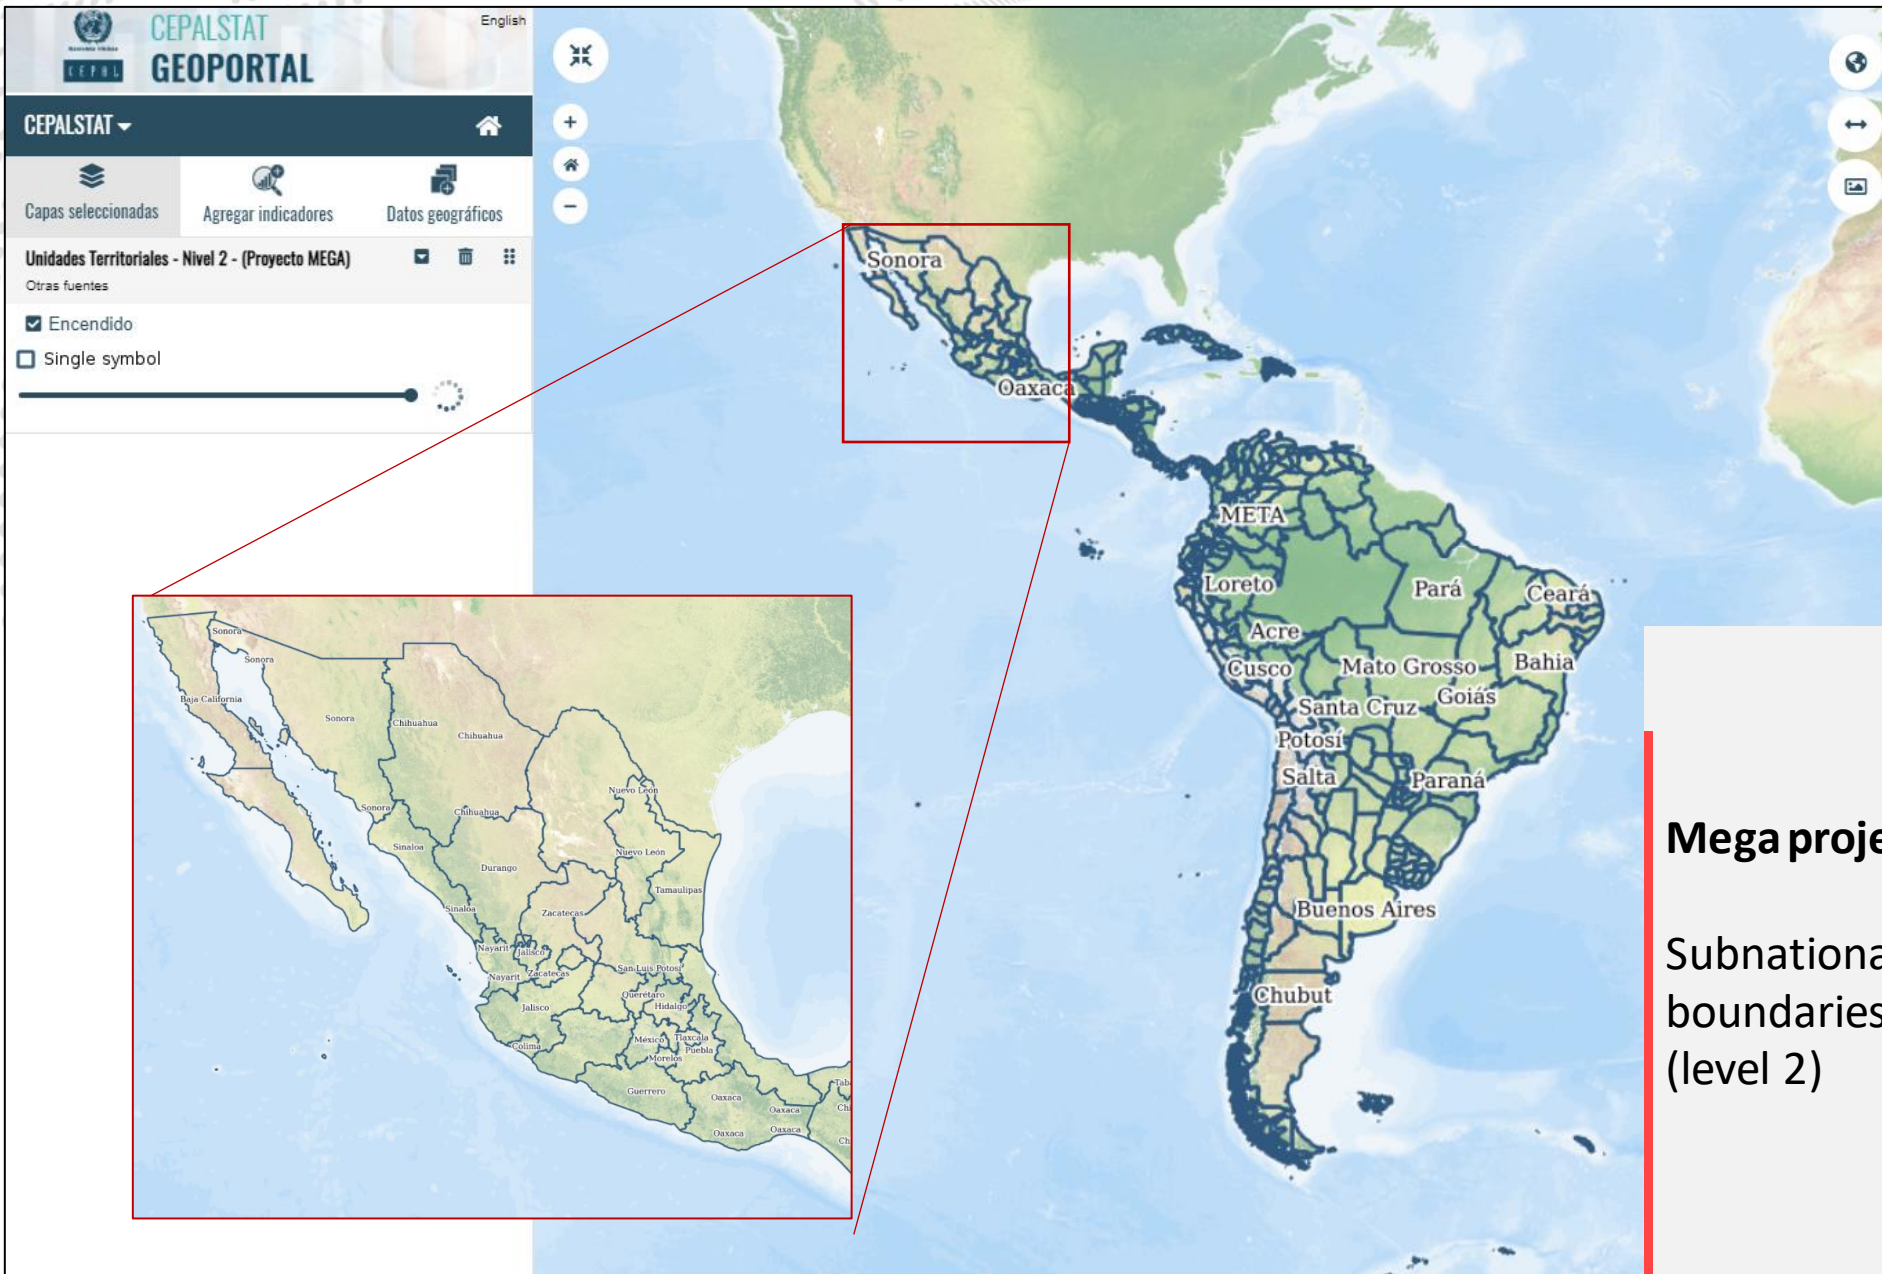 CEPALSTAT
GEOPORTAL
English
CEPAL
CEPALSTAT
Capas seleccionadas
Agregar indicadores
Datos geográficos
Unidades Territoriales - Nivel 2 - (Proyecto MEGA)
Otras fuentes
Encendido
Single symbol
Sonora
Oaxaca
META
Loreto
Pará
Ceará
Acre
Cusco
Mato Grosso
Bahia
Goiás
Santa Cruz
Potosí
Salta
Paraná
Buenos Aires
Chubut
Sonora
Sonora
Baja California
Sonora
Chihuahua
Chihuahua
Nuevo León
Sonora
Chihuahua
Sinaloa
Nuevo León
Durango
Tamaulipas
Sinaloa
Zacatecas
Nayarit
Jalisco
San Luis Potosí
Nayarit
Zacatecas
Querétaro
Hidalgo
Jalisco
México
Tlaxcala
Colima
Puebla
Morelos
Guerrero
Oaxaca
Tab
Oaxaca
Ch
Oaxaca
Oaxaca
Ch
Mega proje
Subnationa
boundaries
(level 2)